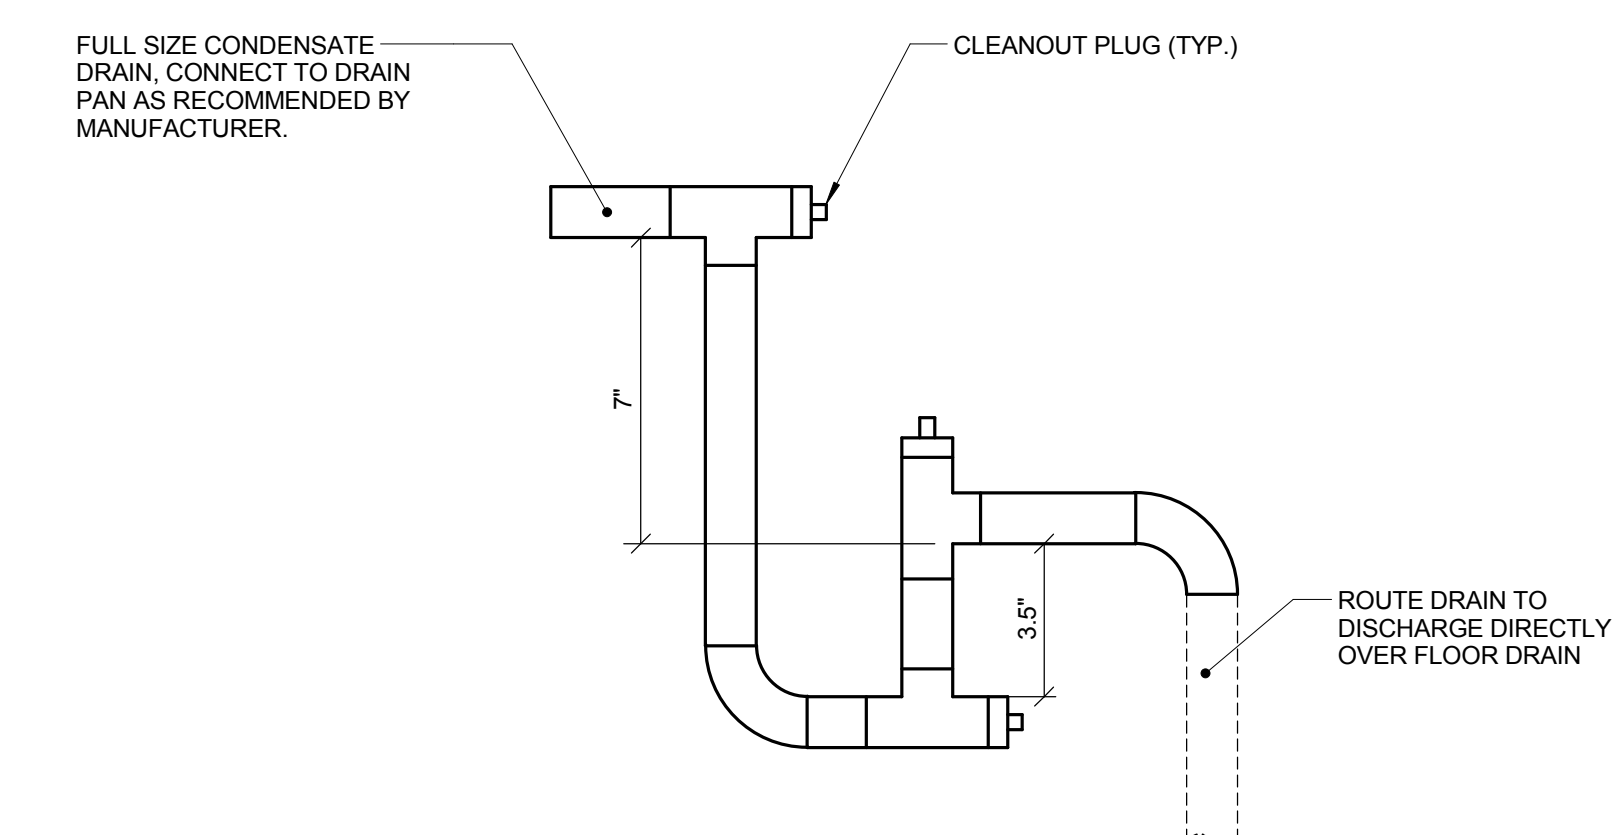 FULL SIZE CONDENSATE
DRAIN, CONNECT TO DRAIN
PAN AS RECOMMENDED BY
MANUFACTURER.
CLEANOUT PLUG (TYP.)
7"
3.5"
ROUTE DRAIN TO
DISCHARGE DIRECTLY
OVER FLOOR DRAIN